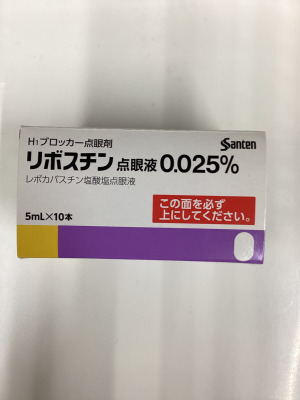 H1ブロッカー点眼剤
Santen
リボスチン 点眼液 0.025%
レボカバスチン塩酸塩点眼液
この面を必ず
上にしてください。
5mL×10本